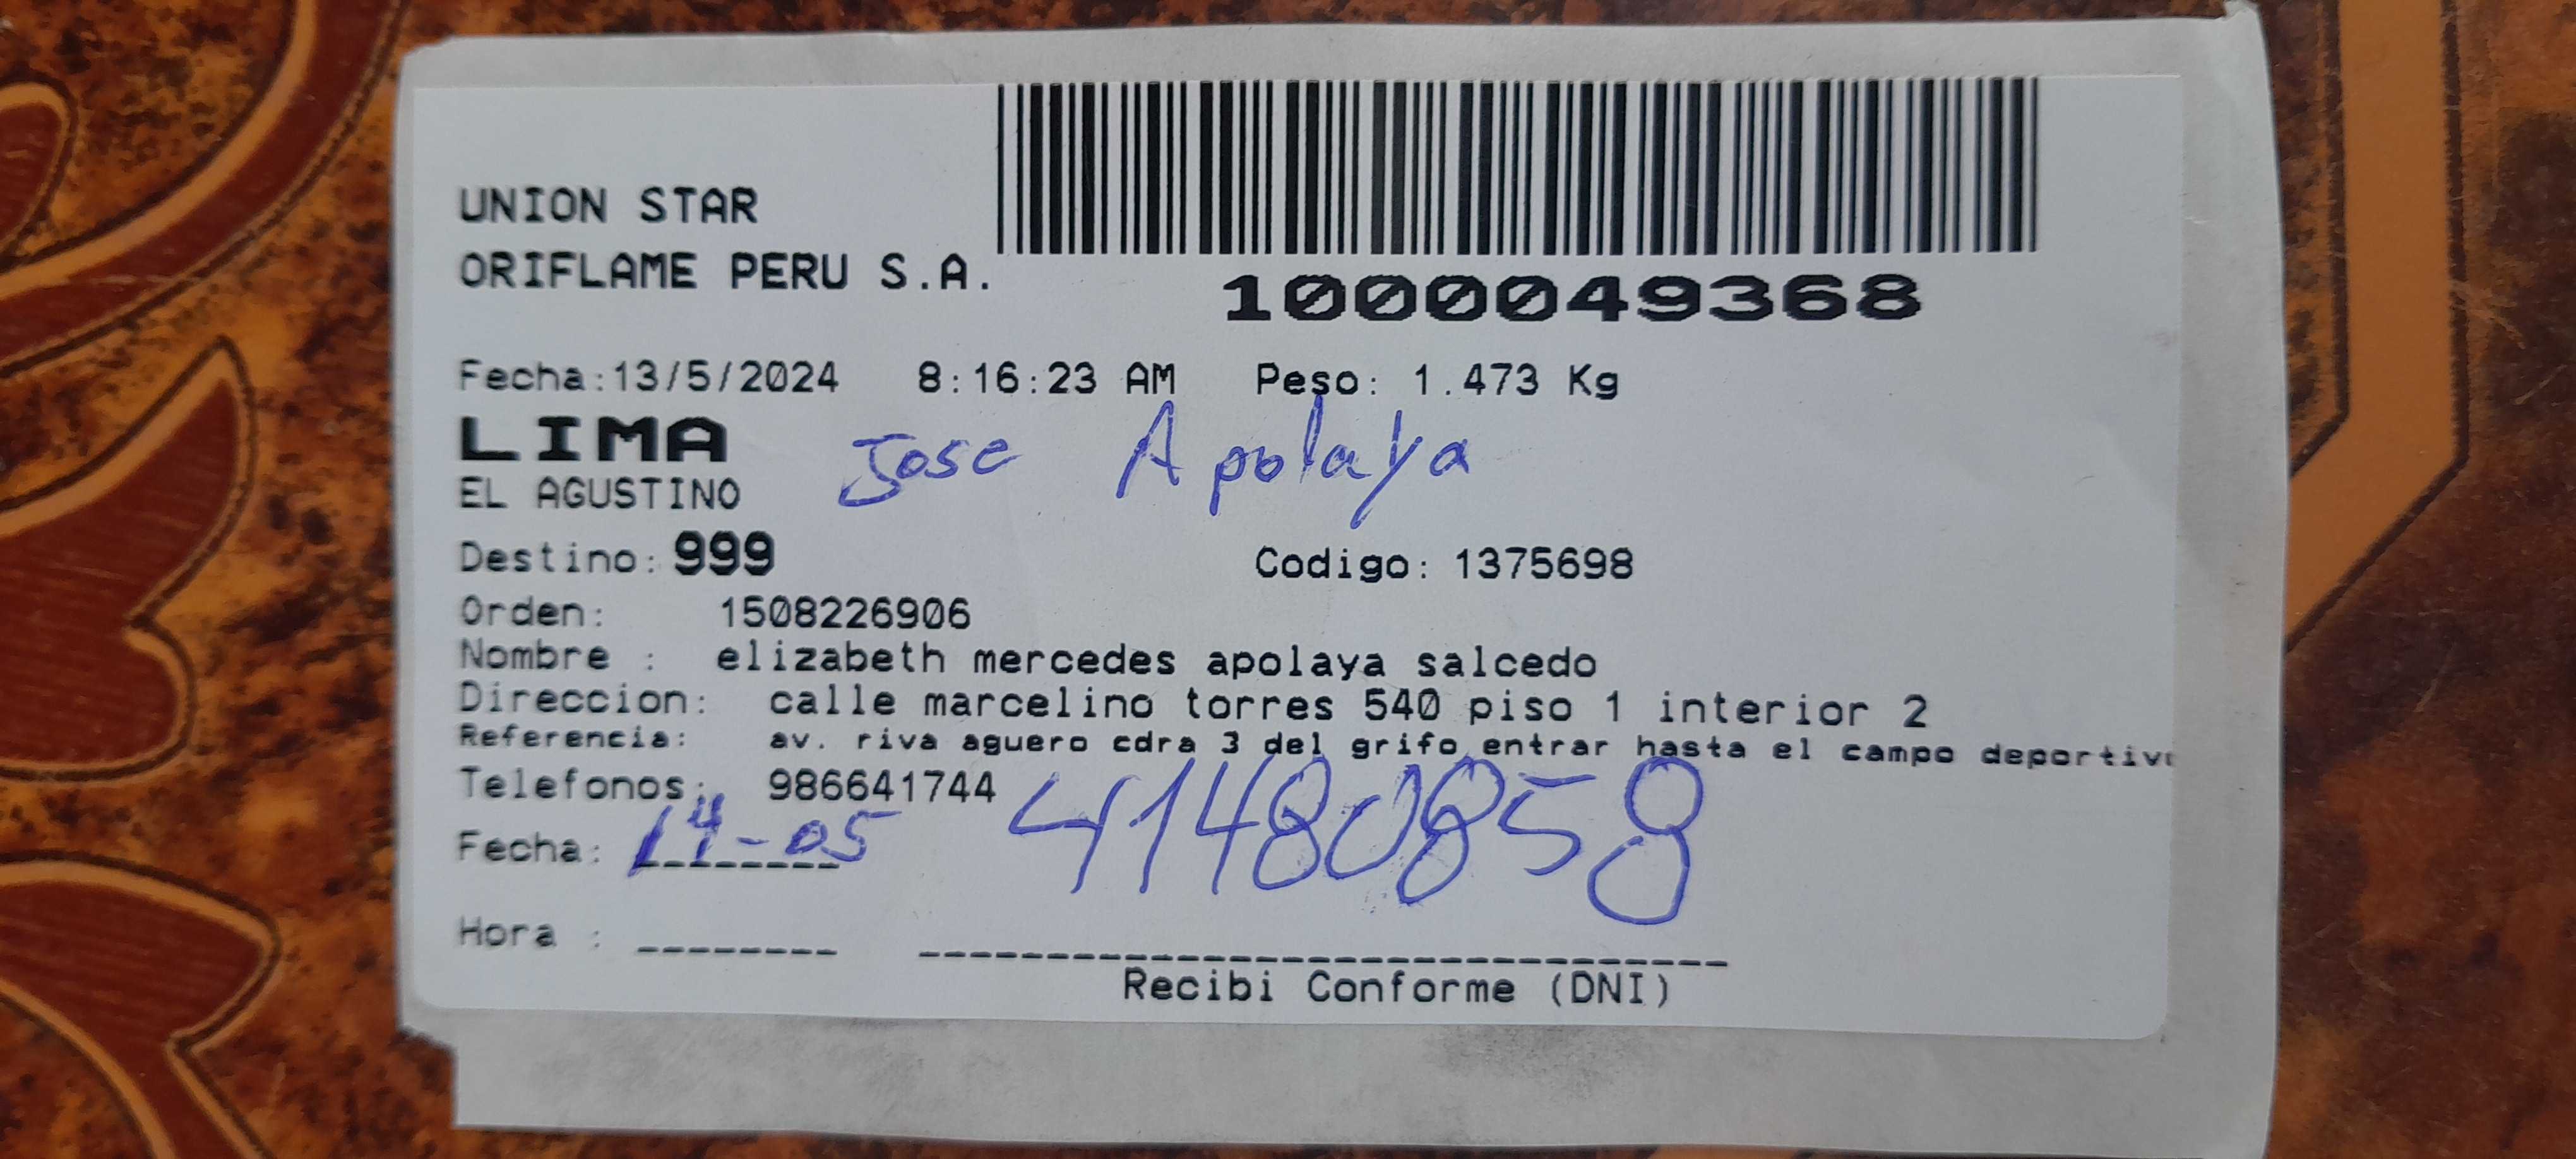 UNION STAR
ORIFLAME PERU S.A.
1000049368
Fecha:13/5/2024 8:16:23 AM Peso: 1.473 Kg
LIMA
Jose Apolaya
EL AGUSTINO
Destino: 999 Codigo: 1375698
Orden: 1508226906
Nombre : elizabeth mercedes apolaya salcedo
Direccion: calle marcelino torres 540 piso 1 interior 2
Referencia: av. riva aguero cdra 3 del grifo entrar hasta el campo deportiv
Telefonos: 986641744
Fecha: 14-05 41480858
Hora :
Recibi Conforme (DNI)